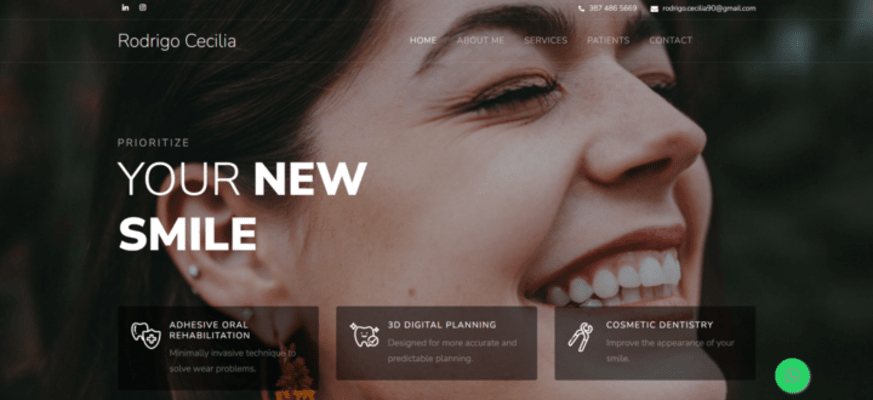 387 486 5669 rodrigo.cecilia90@gmail.com
Rodrigo Cecilia HOME ABOUT ME SERVICES PATIENTS CONTACT
PRIORITIZE
YOUR NEW
SMILE
ADHESIVE ORAL
REHABILITATION
Minimally invasive technique to
solve wear problems.
3D DIGITAL PLANNING
Designed for more accurate and
predictable planning.
COSMETIC DENTISTRY
Improve the appearance of your
smile.